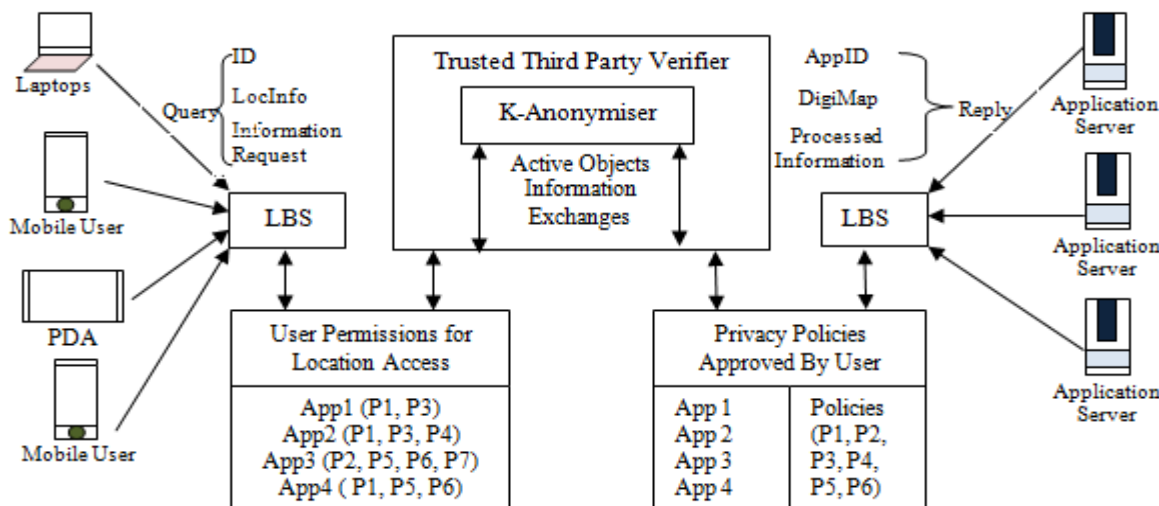 Laptops
Mobile User
PDA
Mobile User
Query
ID
LocInfo
Information
Request
LBS
Trusted Third Party Verifier
K-Anonymiser
Active Objects
Information
Exchanges
AppID
DigiMap
Processed
Information
Reply
LBS
Application
Server
Application
Server
Application
Server
User Permissions for
Location Access
App1 (P1, P3)
App2 (P1, P3, P4)
App3 (P2, P5, P6, P7)
App4 ( P1, P5, P6)
Privacy Policies
Approved By User
App 1
App 2
App 3
App 4
Policies
(P1, P2,
P3, P4,
P5, P6)